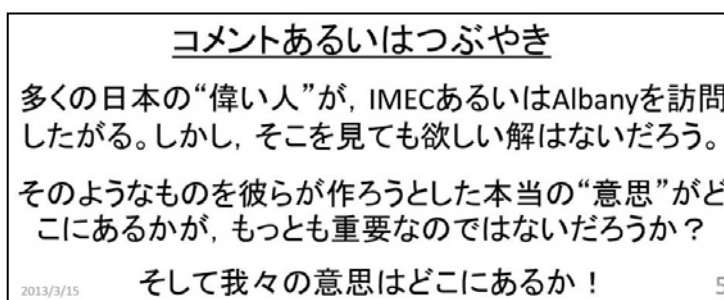 コメントあるいはつぶやき
多くの日本の“偉い人”が，IMECあるいはAlbanyを訪問
したがる。しかし，そこを見ても欲しい解はないだろう。
そのようなものを彼らが作ろうとした本当の“意思”がど
こにあるかが，もっとも重要なのではないだろうか？
そして我々の意思はどこにあるか！
2013/3/15
5